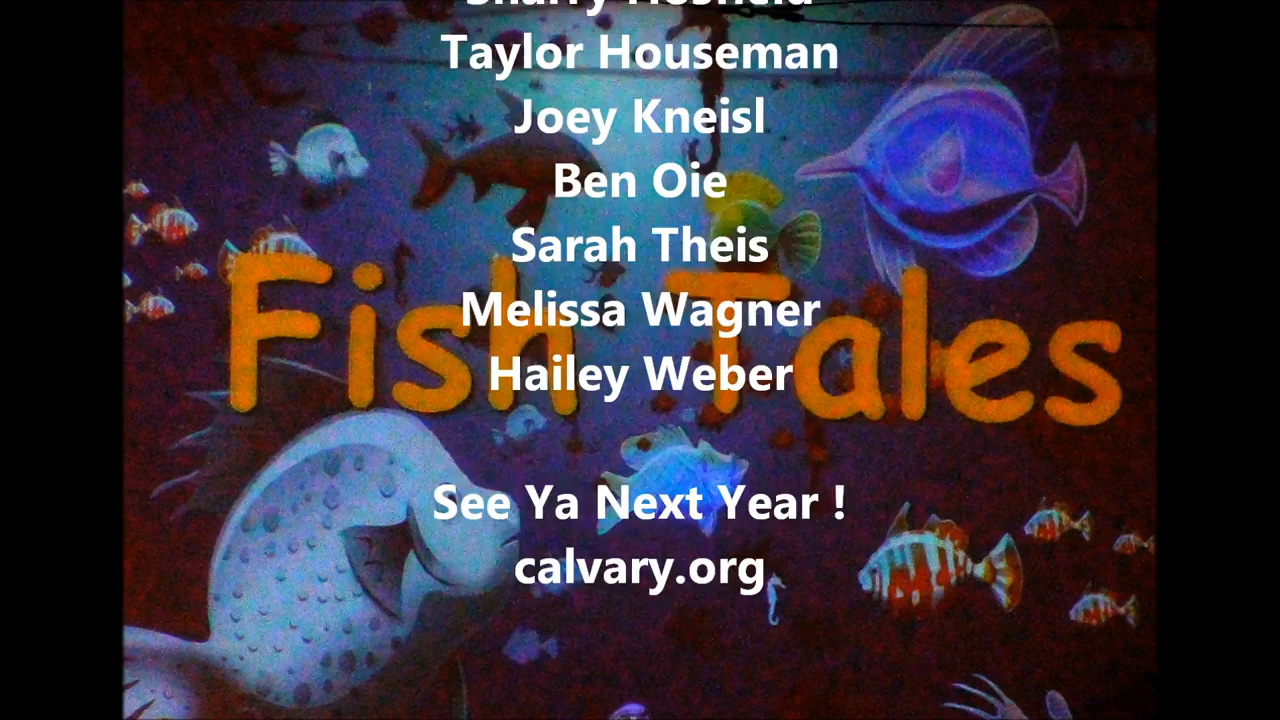 Taylor Houseman
Joey Kneisl
Ben Oie
Sarah Theis
Melissa Wagner
Fish Tales
Hailey Weber
See Ya Next Year !
calvary.org